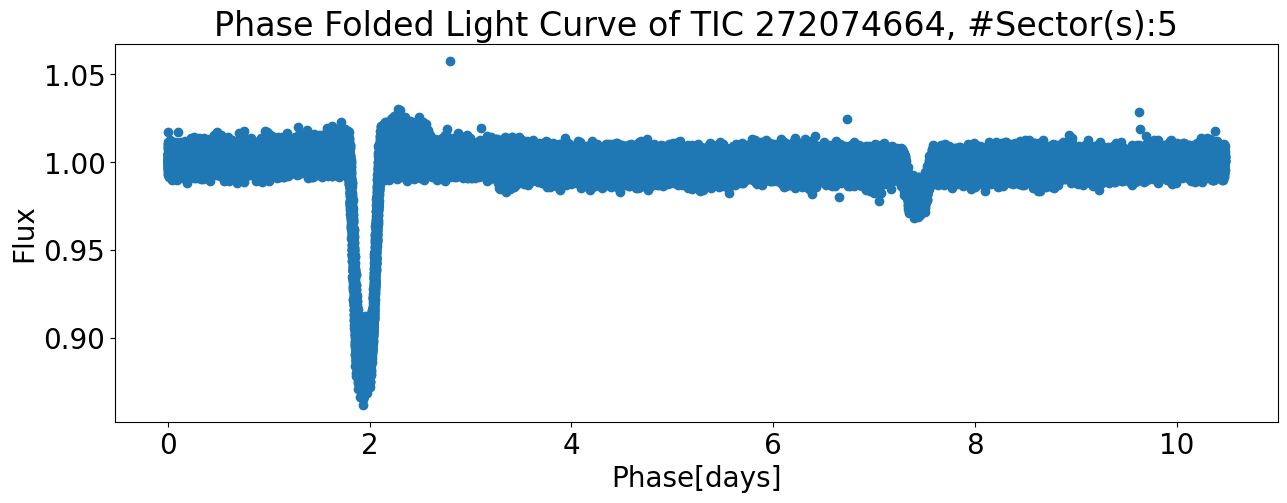 Phase Folded Light Curve of TIC 272074664, #Sector(s):5
1.05
1.00
0.95
0.90
Flux
0 2 4 6 8 10
Phase[days]